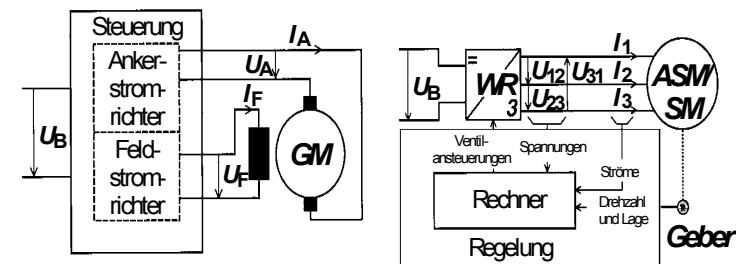 Steuerung
Anker-
strom-
richter
Feld-
strom-
richter
U_B
I_A
U_A
I_F
U_F
GM
U_B
=
WR
3
I_1
U_12 U_31 I_2
U_23 I_3
ASM/
SM
Ventil-
ansteuerungen
Spannungen
Ströme
Rechner
Drehzahl
und Lage
Regelung
Geber